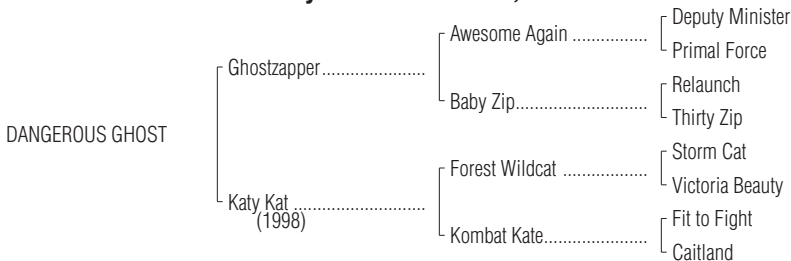 Deputy Minister
Awesome Again ................
Primal Force
Ghostzapper......................
Relaunch
Baby Zip............................
Thirty Zip
DANGEROUS GHOST
Storm Cat
Forest Wildcat ..................
Victoria Beauty
Katy Kat ............................
(1998)
Fit to Fight
Kombat Kate......................
Caitland